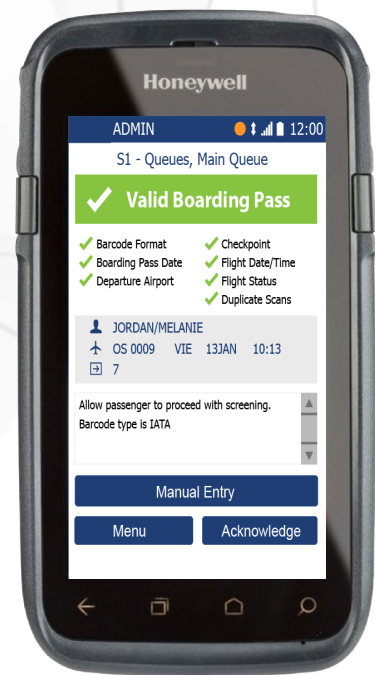 Honeywell
ADMIN 12:00
S1 - Queues, Main Queue
Valid Boarding Pass
Barcode Format
Boarding Pass Date
Departure Airport
Checkpoint
Flight Date/Time
Flight Status
Duplicate Scans
JORDAN/MELANIE
OS 0009 VIE 13JAN 10:13
7
Allow passenger to proceed with screening.
Barcode type is IATA
Manual Entry
Menu Acknowledge